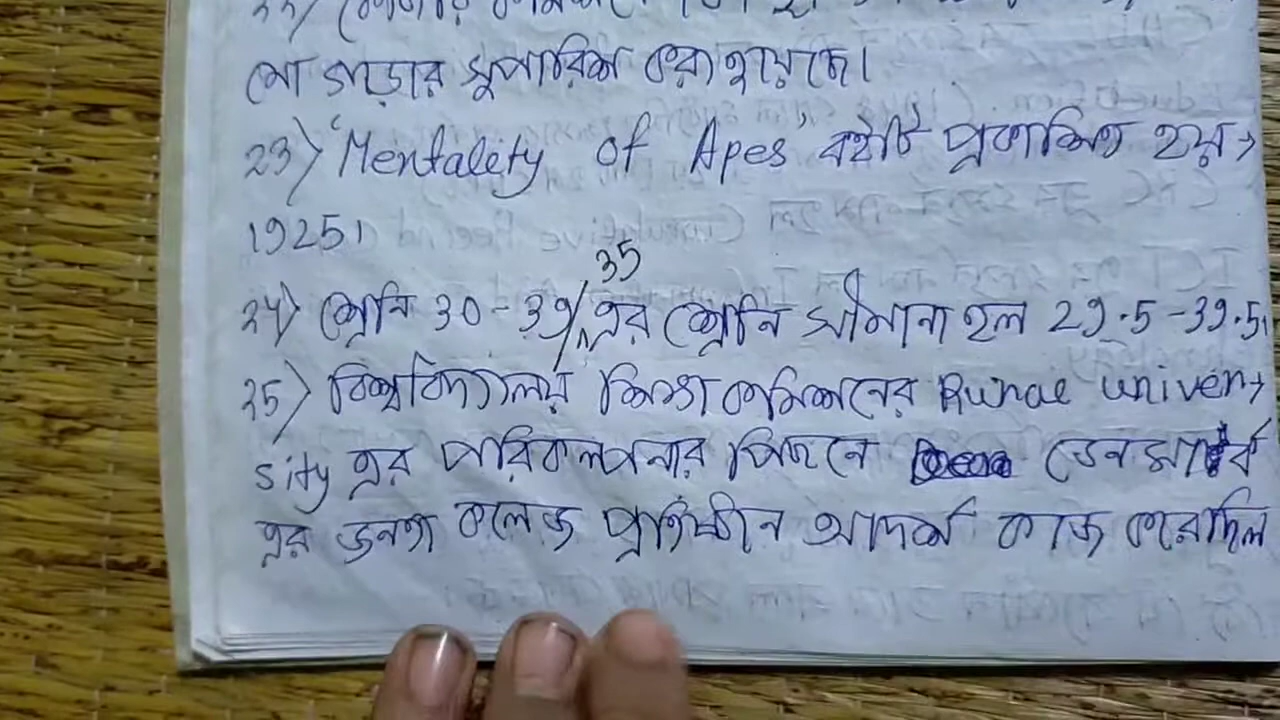 মো গড়ার সুপারিশ করা হয়েছে।
23) 'Mentality of Apes' বইটি প্রকাশিত হয়→
1925।
35
24) শ্রেনি 30-39/এর শ্রেনি সীমানা হল 29.5-39.5।
25) বিশ্ববিদ্যালয় শিক্ষা কমিশনের Rural univer→
sity এর পরিকল্পনার পিছনে ডেনমার্ক
এর জনতা কলেজ প্রতিষ্ঠান আদর্শ কাজ করেছিল